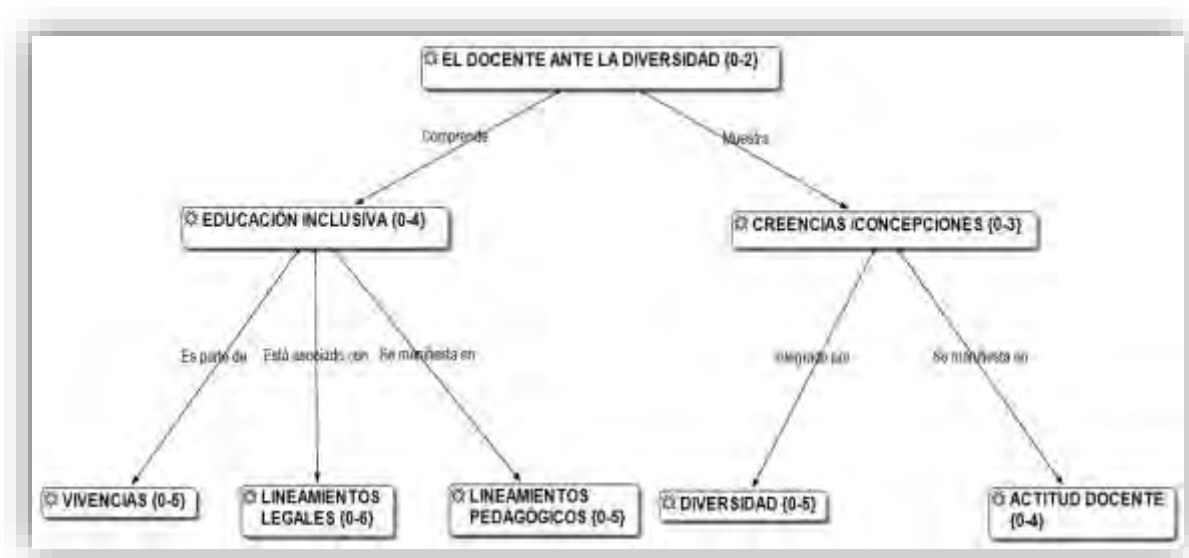 EL DOCENTE ANTE LA DIVERSIDAD {0-2}
Comprende
Muestra
EDUCACIÓN INCLUSIVA {0-4}
CREENCIAS /CONCEPCIONES {0-3}
Es parte de
Está asociado con
Se manifiesta en
Integrado por
Se manifiesta en
VIVENCIAS {0-5}
LINEAMIENTOS
LEGALES {0-6}
LINEAMIENTOS
PEDAGÓGICOS {0-5}
DIVERSIDAD {0-5}
ACTITUD DOCENTE
{0-4}